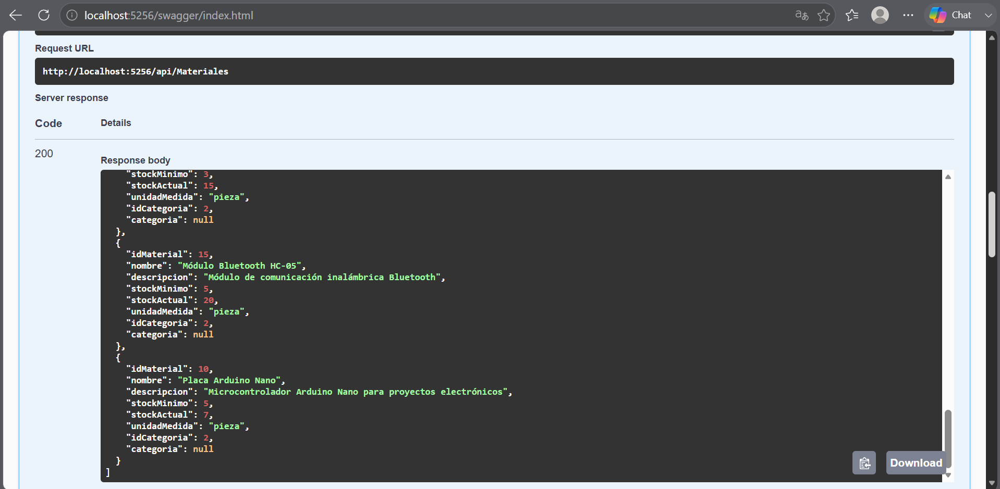 localhost:5256/swagger/index.html
Chat
Request URL
http://localhost:5256/api/Materiales
Server response
Code Details
200
Response body
"stockMinimo": 3,
"stockActual": 15,
"unidadMedida": "pieza",
"idCategoria": 2,
"categoria": null
},
{
"idMaterial": 15,
"nombre": "Módulo Bluetooth HC-05",
"descripcion": "Módulo de comunicación inalámbrica Bluetooth",
"stockMinimo": 5,
"stockActual": 20,
"unidadMedida": "pieza",
"idCategoria": 2,
"categoria": null
},
{
"idMaterial": 10,
"nombre": "Placa Arduino Nano",
"descripcion": "Microcontrolador Arduino Nano para proyectos electrónicos",
"stockMinimo": 5,
"stockActual": 7,
"unidadMedida": "pieza",
"idCategoria": 2,
"categoria": null
}
]
Download